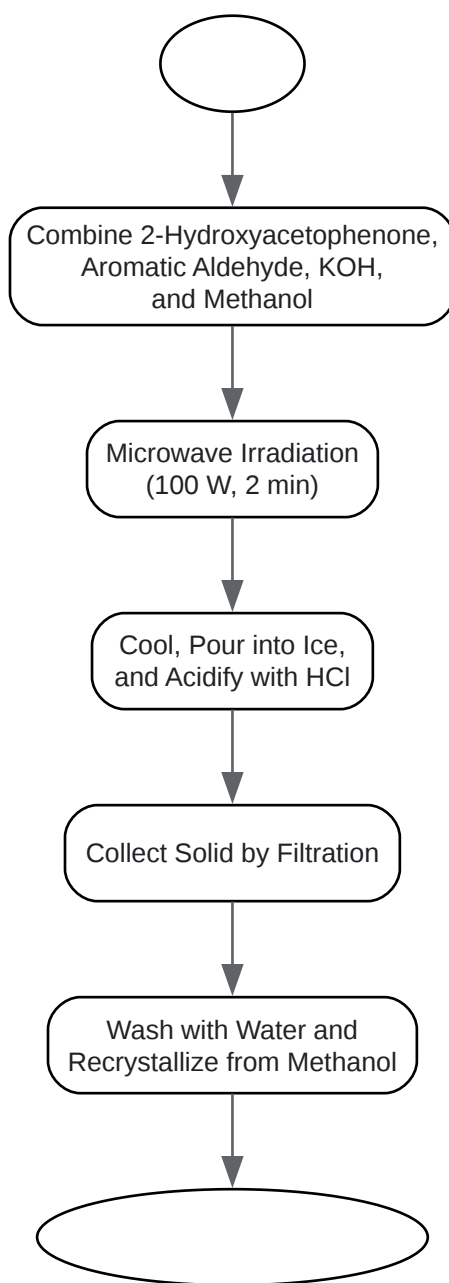 Combine 2-Hydroxyacetophenone,
Aromatic Aldehyde, KOH,
and Methanol
Microwave Irradiation
(100 W, 2 min)
Cool, Pour into Ice,
and Acidify with HCl
Collect Solid by Filtration
Wash with Water and
Recrystallize from Methanol